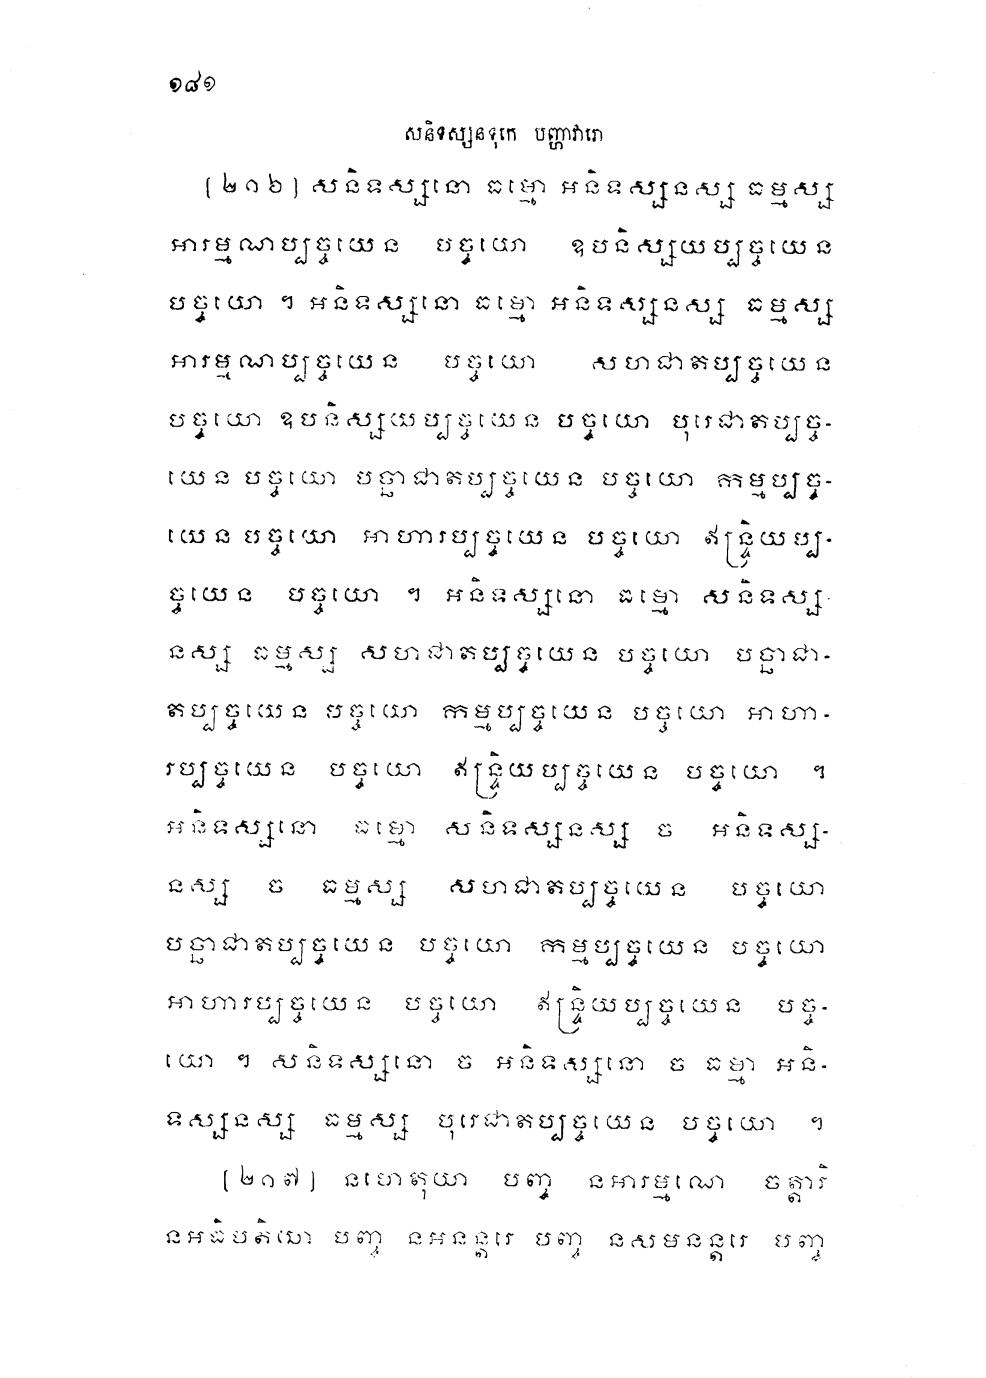 ១៨១
សនិទស្សនទុកេ បញ្ហាវារោ
(២០៦) សនិទស្សនោ ធម្មោ អនិទស្សនស្ស ធម្មស្ស
អារម្មណប្បច្ចយេន បច្ចយោ ឧបនិស្សយប្បច្ចយេន
បច្ចយោ ។ អនិទស្សនោ ធម្មោ អនិទស្សនស្ស ធម្មស្ស
អារម្មណប្បច្ចយេន បច្ចយោ សហជាតប្បច្ចយេន
បច្ចយោ ឧបនិស្សយប្បច្ចយេន បច្ចយោ បុរេជាតប្បច្ច-
យេន បច្ចយោ បច្ឆាជាតប្បច្ចយេន បច្ចយោ កម្មប្បច្ច-
យេន បច្ចយោ អាហារប្បច្ចយេន បច្ចយោ ឥន្ទ្រិយប្ប-
ច្ចយេន បច្ចយោ ។ អនិទស្សនោ ធម្មោ សនិទស្ស-
នស្ស ធម្មស្ស សហជាតប្បច្ចយេន បច្ចយោ បច្ឆាជា-
តប្បច្ចយេន បច្ចយោ កម្មប្បច្ចយេន បច្ចយោ អាហា-
រប្បច្ចយេន បច្ចយោ ឥន្ទ្រិយប្បច្ចយេន បច្ចយោ ។
អនិទស្សនោ ធម្មោ សនិទស្សនស្ស ច អនិទស្ស-
នស្ស ច ធម្មស្ស សហជាតប្បច្ចយេន បច្ចយោ
បច្ឆាជាតប្បច្ចយេន បច្ចយោ កម្មប្បច្ចយេន បច្ចយោ
អាហារប្បច្ចយេន បច្ចយោ ឥន្ទ្រិយប្បច្ចយេន បច្ច-
យោ ។ សនិទស្សនោ ច អនិទស្សនោ ច ធម្មា អនិ-
ទស្សនស្ស ធម្មស្ស បុរេជាតប្បច្ចយេន បច្ចយោ ។
(២០៧) នហេតុយា បញ្ច នអារម្មណេ ចត្តារិ
នអធិបតិយោ បញ្ច នអនន្តរេ បញ្ច នសមនន្តរេ បញ្ច